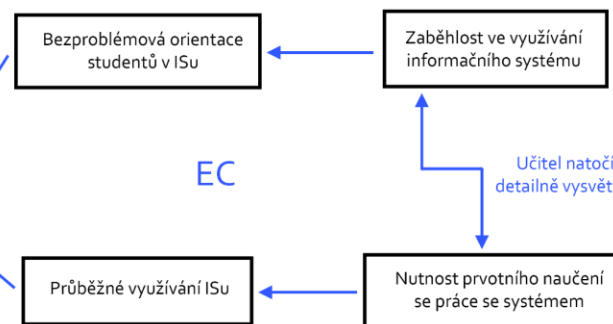 Bezproblémová orientace
studentů v ISu
Zaběhlost ve využívání
informačního systému
EC
Učitel natočí
detailně vysvět
Průběžné využívání ISu
Nutnost prvotního naučení
se práce se systémem